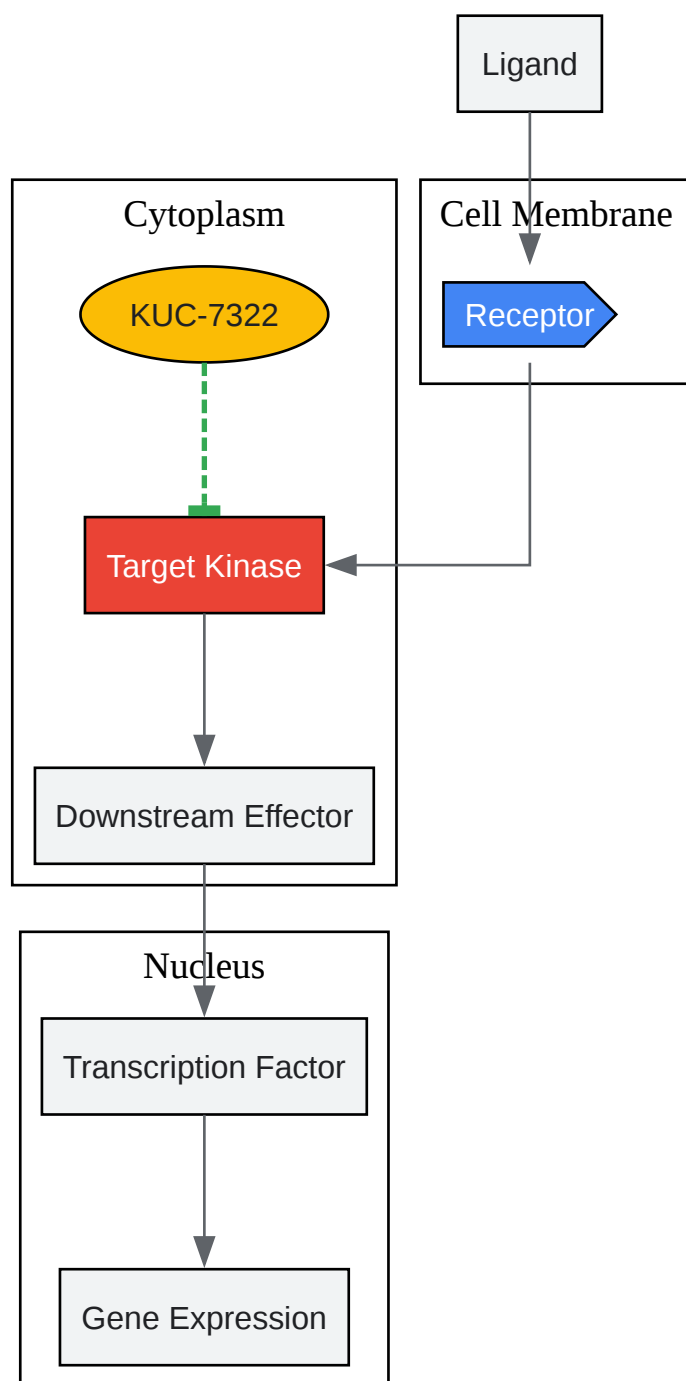 Ligand
Cytoplasm
Cell Membrane
KUC-7322
Receptor
Target Kinase
Downstream Effector
Nucleus
Transcription Factor
Gene Expression